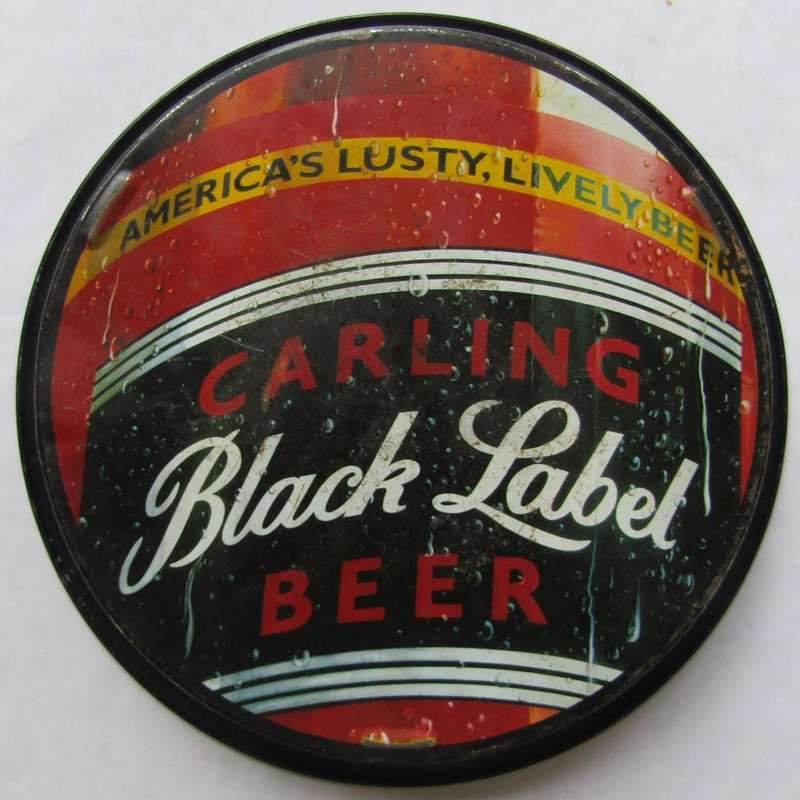 AMERICA'S LUSTY, LIVELY BEER
CARLING
Black Label
BEER